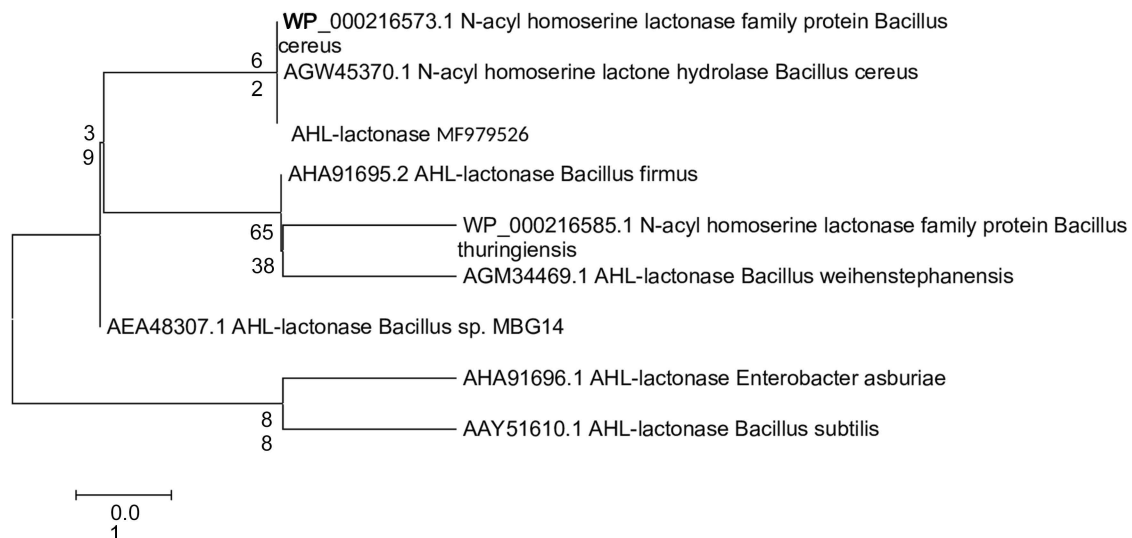 WP_000216573.1 N-acyl homoserine lactonase family protein Bacillus
cereus
6
2
AGW45370.1 N-acyl homoserine lactone hydrolase Bacillus cereus
AHL-lactonase MF979526
3
9
AHA91695.2 AHL-lactonase Bacillus firmus
65
38
WP_000216585.1 N-acyl homoserine lactonase family protein Bacillus
thuringiensis
AGM34469.1 AHL-lactonase Bacillus weihenstephanensis
AEA48307.1 AHL-lactonase Bacillus sp. MBG14
AHA91696.1 AHL-lactonase Enterobacter asburiae
8
8
AAY51610.1 AHL-lactonase Bacillus subtilis
0.0
1